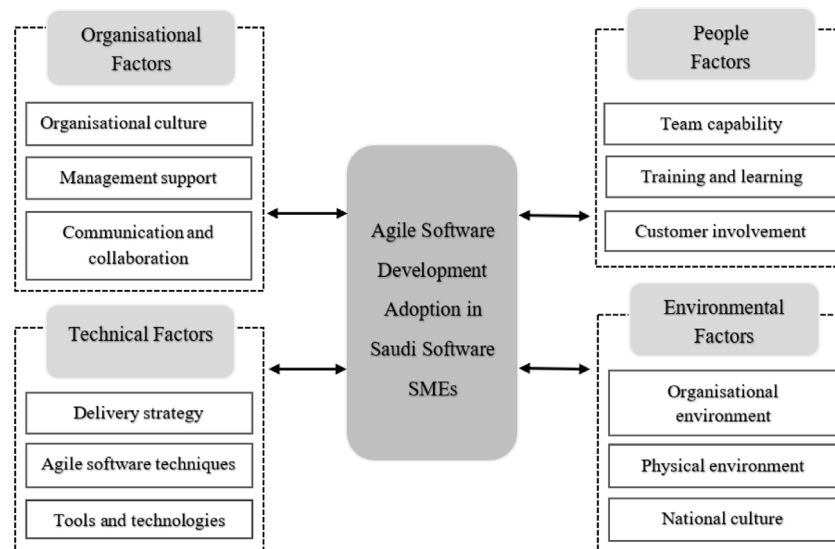 Organisational
Factors
Organisational culture
Management support
Communication and
collaboration
Technical Factors
Delivery strategy
Agile software techniques
Tools and technologies
Agile Software
Development
Adoption in
Saudi Software
SMEs
People
Factors
Team capability
Training and learning
Customer involvement
Environmental
Factors
Organisational
environment
Physical environment
National culture